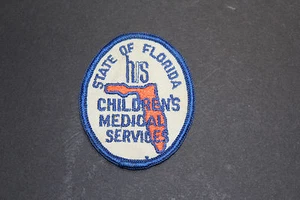 STATE OF FLORIDA
hrs
CHILDREN'S
MEDICAL
SERVICES